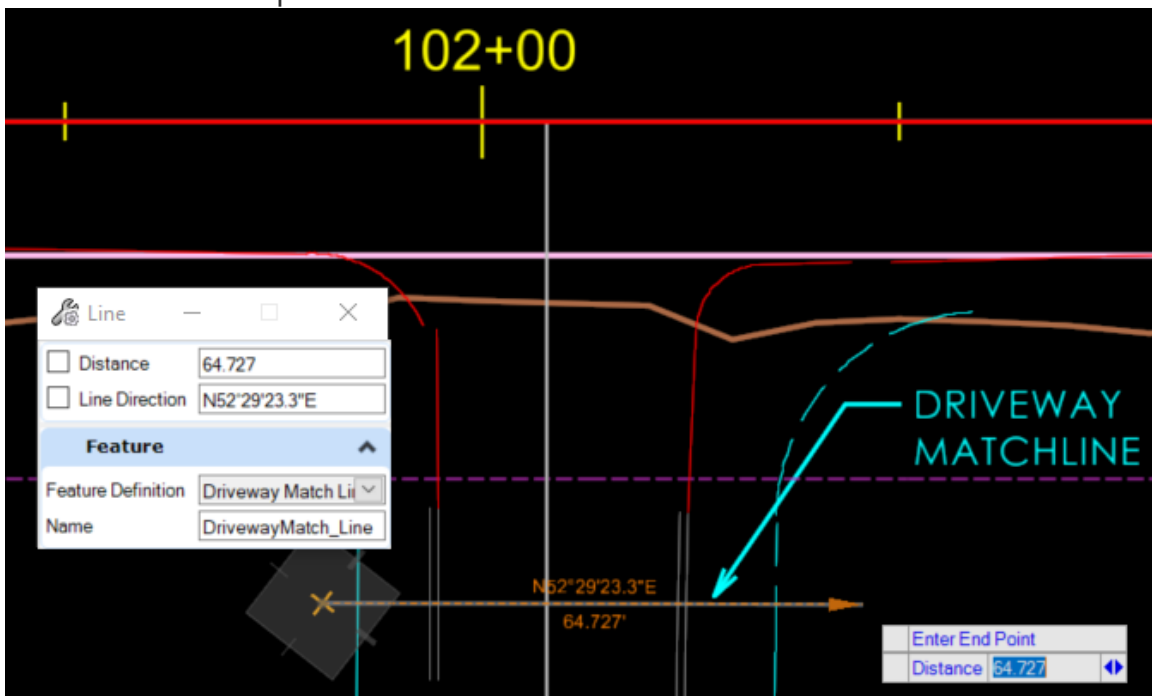 102+00
Line
Distance 64.727
Line Direction N52°29'23.3"E
Feature
Feature Definition Driveway Match Li
Name DrivewayMatch_Line
DRIVEWAY
MATCHLINE
N52°29'23.3"E
64.727'
Enter End Point
Distance 64.727